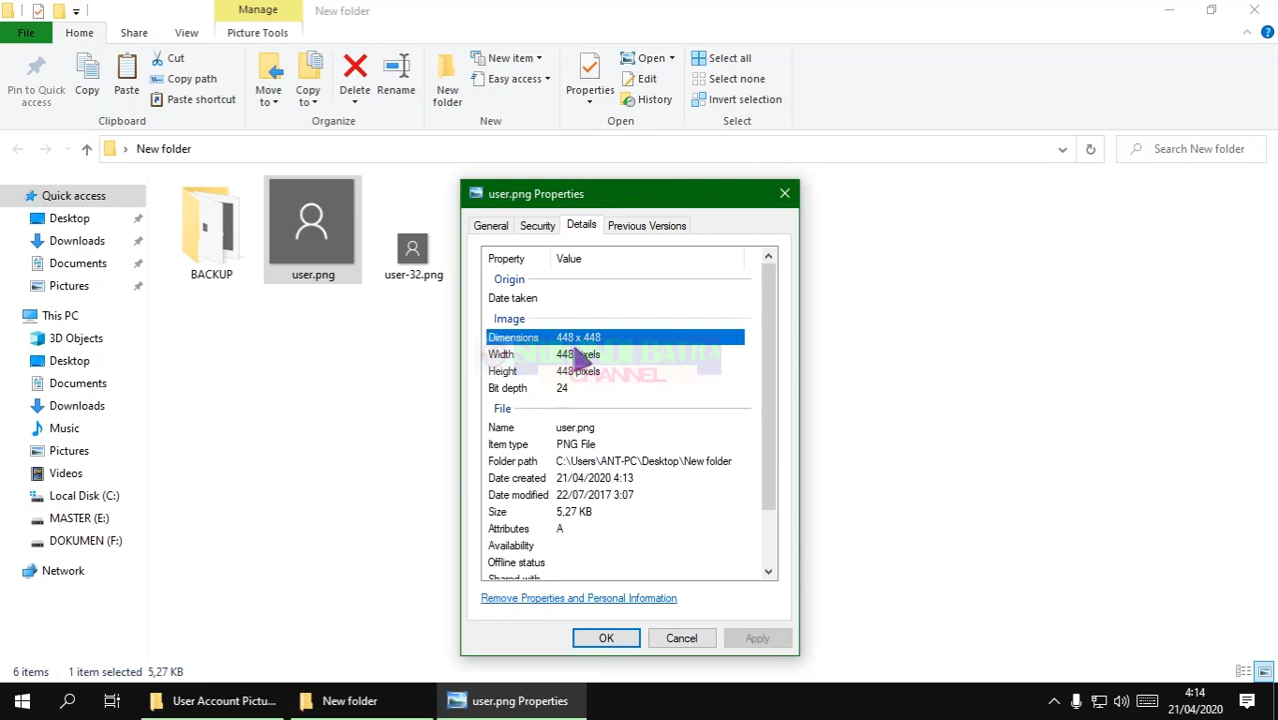 Manage
New folder
File
Home
Share
View
Picture Tools
Pin to Quick access
Copy
Paste
Cut
Copy path
Paste shortcut
Move to
Copy to
Delete
Rename
New folder
New item
Easy access
Properties
Open
Edit
History
Select all
Select none
Invert selection
Clipboard
Organize
New
Open
Select
New folder
Search New folder
Quick access
Desktop
Downloads
Documents
Pictures
This PC
3D Objects
Desktop
Documents
Downloads
Music
Pictures
Videos
Local Disk (C:)
MASTER (E:)
DOKUMEN (F:)
Network
BACKUP
user.png
user-32.png
user.png Properties
General
Security
Details
Previous Versions
Property Value
Origin
Date taken
Image
Dimensions 448 x 448
Width 448 pixels
Height 448 pixels
Bit depth 24
File
Name user.png
Item type PNG File
Folder path C:\Users\ANT-PC\Desktop\New folder
Date created 21/04/2020 4:13
Date modified 22/07/2017 3:07
Size 5,27 KB
Attributes A
Availability
Offline status
Shared with
CHANNEL
Remove Properties and Personal Information
OK
Cancel
Apply
6 items
1 item selected 5,27 KB
User Account Pictu...
New folder
user.png Properties
4:14
21/04/2020